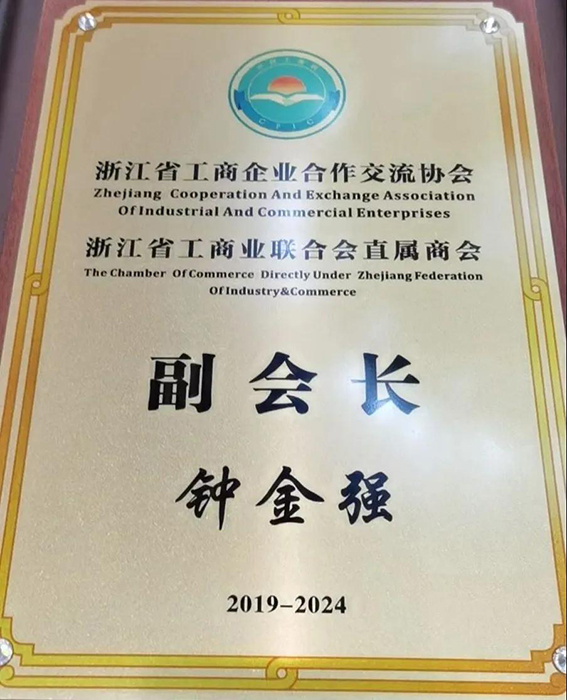 CFIC
浙江省工商企业合作交流协会
Zhejiang Cooperation And Exchange Association
Of Industrial And Commercial Enterprises
浙江省工商业联合会直属商会
The Chamber Of Commerce Directly Under Zhejiang Federation
Of Industry&Commerce
副会长
钟金强
2019-2024